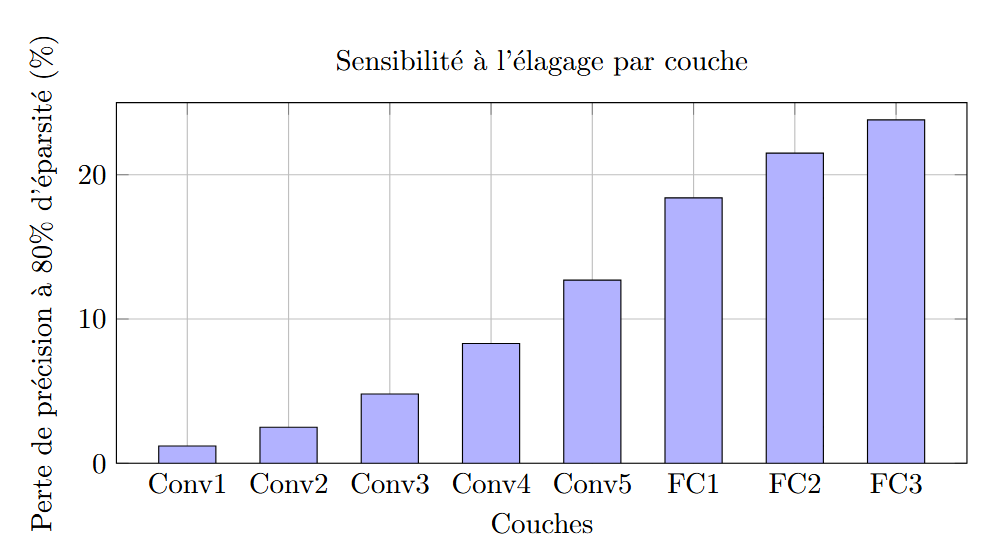 Sensibilité à l'élagage par couche
Perte de précision à 80% d'éparsité (%)
20
10
0
Conv1 Conv2 Conv3 Conv4 Conv5 FC1 FC2 FC3
Couches